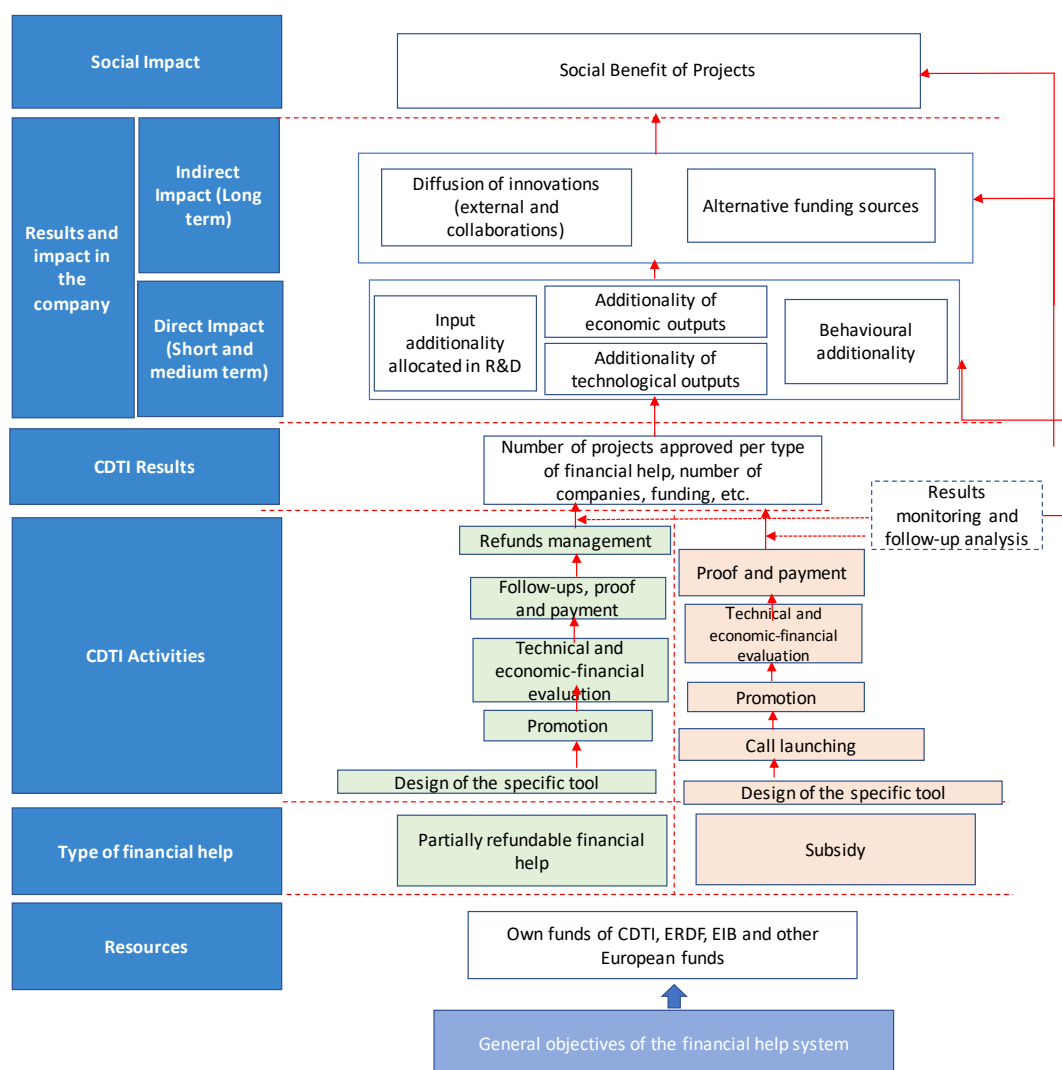 Social Impact
Social Benefit of Projects
Results and
impact in
the
company
Indirect
Impact (Long
term)
Diffusion of innovations
(external and
collaborations)
Alternative funding sources
Direct Impact
(Short and
medium term)
Input
additionality
allocated in R&D
Additionality of
economic outputs
Additionality of
technological outputs
Behavioural
additionality
CDTI Results
Number of projects approved per type
of financial help, number of
companies, funding, etc.
Results
monitoring and
follow-up analysis
CDTI Activities
Refunds management
Follow-ups, proof
and payment
Technical and
economic-financial
evaluation
Promotion
Design of the specific tool
Proof and payment
Technical and
economic-financial
evaluation
Promotion
Call launching
Design of the specific tool
Type of financial help
Partially refundable financial
help
Subsidy
Resources
Own funds of CDTI, ERDF, EIB and other
European funds
General objectives of the financial help system